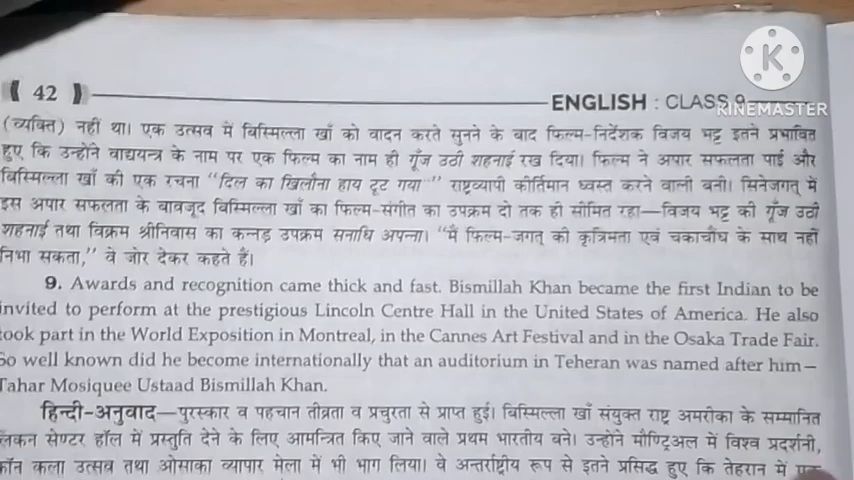 42
ENGLISH : CLASS 9
KINEMASTER
(व्यक्ति) नहीं था। एक उत्सव में बिस्मिल्ला खाँ को वादन करते सुनने के बाद फिल्म-निर्देशक विजय भट्ट इतने प्रभावित
हुए कि उन्होंने वाद्ययन्त्र के नाम पर एक फिल्म का नाम ही गूँज उठी शहनाई रख दिया। फिल्म ने अपार सफलता पाई और
बिस्मिल्ला खाँ की एक रचना “दिल का खिलौना हाय टूट गया” राष्ट्रव्यापी कीर्तिमान ध्वस्त करने वाली बनी। सिनेजगत् में
इस अपार सफलता के बावजूद बिस्मिल्ला खाँ का फिल्म-संगीत का उपक्रम दो तक ही सीमित रहा—विजय भट्ट की गूँज उठी
शहनाई तथा विक्रम श्रीनिवास का कन्नड़ उपक्रम सनाधि अपन्ना। “मैं फिल्म-जगत् की कृत्रिमता एवं चकाचौंध के साथ नहीं
निभा सकता,” वे जोर देकर कहते हैं।
9. Awards and recognition came thick and fast. Bismillah Khan became the first Indian to be
invited to perform at the prestigious Lincoln Centre Hall in the United States of America. He also
took part in the World Exposition in Montreal, in the Cannes Art Festival and in the Osaka Trade Fair.
So well known did he become internationally that an auditorium in Teheran was named after him—
Tahar Mosiquee Ustaad Bismillah Khan.
हिन्दी-अनुवाद—पुरस्कार व पहचान तीव्रता व प्रचुरता से प्राप्त हुई। बिस्मिल्ला खाँ संयुक्त राष्ट्र अमरीका के सम्मानित
लिंकन सेण्टर हॉल में प्रस्तुति देने के लिए आमन्त्रित किए जाने वाले प्रथम भारतीय बने। उन्होंने मौण्ट्रिअल में विश्व प्रदर्शनी,
कॉन कला उत्सव तथा ओसाका व्यापार मेला में भी भाग लिया। वे अन्तर्राष्ट्रीय रूप से इतने प्रसिद्ध हुए कि तेहरान में